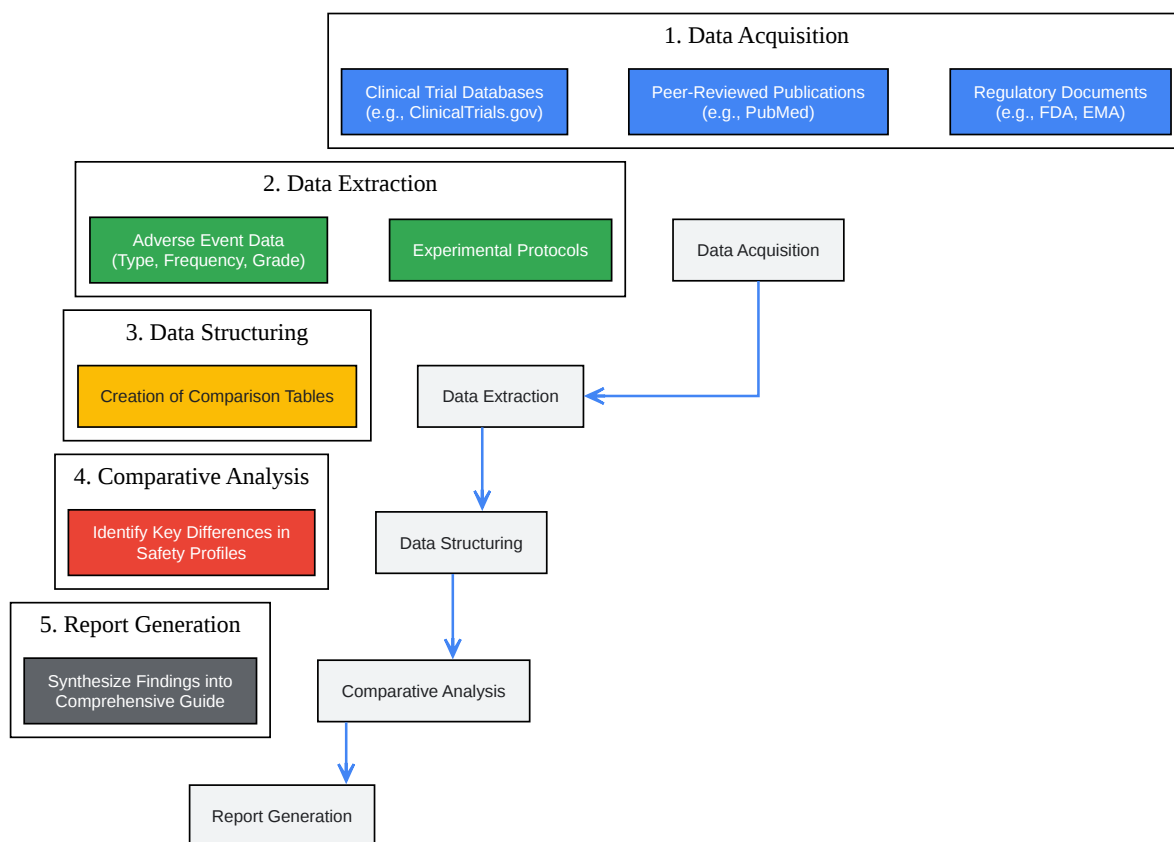 1. Data Acquisition
Clinical Trial Databases
(e.g., ClinicalTrials.gov)
Peer-Reviewed Publications
(e.g., PubMed)
Regulatory Documents
(e.g., FDA, EMA)
2. Data Extraction
Adverse Event Data
(Type, Frequency, Grade)
Experimental Protocols
Data Acquisition
3. Data Structuring
Creation of Comparison Tables
Data Extraction
4. Comparative Analysis
Identify Key Differences in
Safety Profiles
Data Structuring
5. Report Generation
Synthesize Findings into
Comprehensive Guide
Comparative Analysis
Report Generation